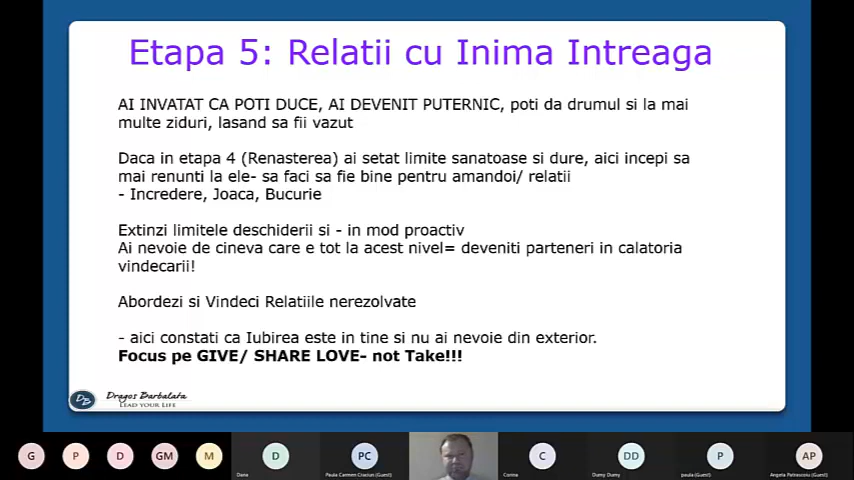 Etapa 5: Relatii cu Inima Intreaga
AI INVATAT CA POTI DUCE, AI DEVENIT PUTERNIC, poti da drumul si la mai
multe ziduri, lasand sa fii vazut
Daca in etapa 4 (Renasterea) ai setat limite sanatoase si dure, aici incepi sa
mai renunti la ele- sa faci sa fie bine pentru amandoi/ relatii
- Incredere, Joaca, Bucurie
Extinzi limitele deschiderii si - in mod proactiv
Ai nevoie de cineva care e tot la acest nivel= deveniti parteneri in calatoria
vindecarii!
Abordezi si Vindeci Relatiile nerezolvate
- aici constati ca Iubirea este in tine si nu ai nevoie din exterior.
Focus pe GIVE/ SHARE LOVE- not Take!!!
DB Dragos Barbalata
LEAD YOUR LIFE
G P D GM M D PC C DD P AP
Dana Paula Carmen Craciun (Guest) Corina Dumy Dumy paula (Guest) Angela Patrascoiu (Guest)